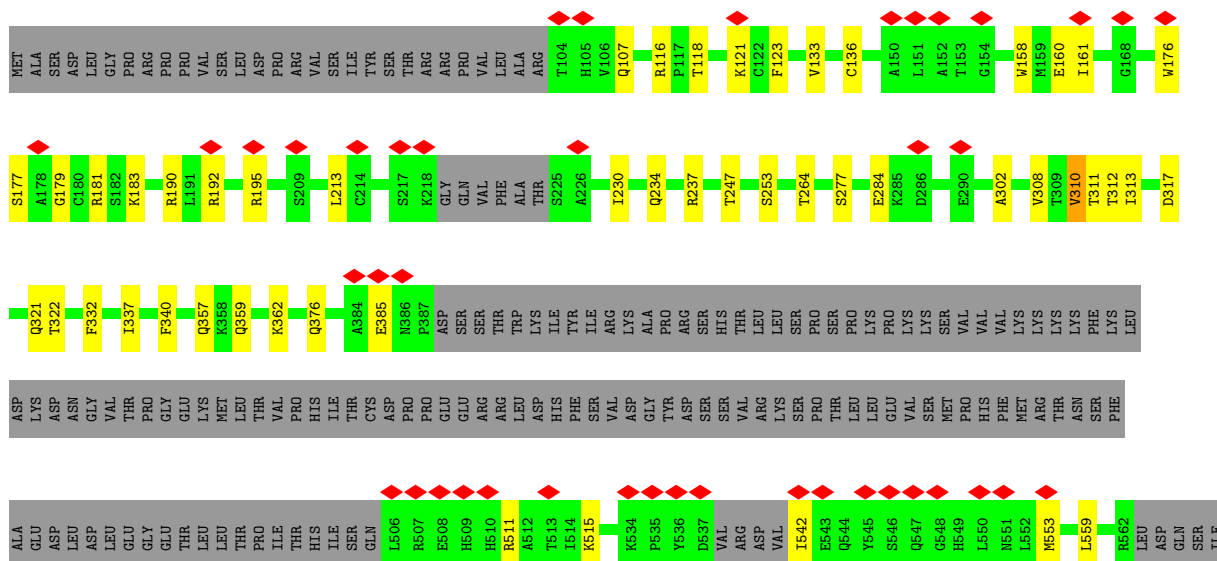 MET ALA SER ASP LEU GLY PRO ARG PRO PRO VAL SER LEU ASP PRO ARG VAL SER ILE TYR SER THR ARG ARG PRO VAL LEU ALA ARG T104 H105 V106 Q107 R116 P117 T118 K121 C122 F123 V133 C136 A150 L151 A152 T153 G154 W158 M159 E160 I161 G168 W176
S177 A178 G179 C180 R181 S182 K183 R190 L191 R192 R195 S209 L213 C214 S217 K218 GLY GLN VAL PHE ALA THR S225 A226 I230 Q234 R237 T247 S253 T264 S277 E284 K285 D286 E290 A302 V308 T309 V310 T311 T312 I313 D317
Q321 T322 F332 I337 F340 Q357 K358 Q359 K362 Q376 A384 E385 N386 P387 ASP SER SER THR TRP LYS ILE TYR ILE ARG LYS ALA PRO ARG SER HIS THR LEU LEU SER PRO SER PRO LYS PRO LYS LYS SER VAL VAL VAL LYS LYS LYS LYS PHE LYS LEU
ASP LYS ASP ASN GLY VAL THR PRO GLY GLU LYS MET LEU THR VAL PRO HIS ILE THR CYS ASP PRO PRO GLU GLU ARG ARG LEU ASP HIS PHE SER VAL ASP GLY TYR ASP SER SER VAL ARG LYS SER PRO THR LEU LEU GLU VAL SER MET PRO HIS PHE MET ARG THR ASN SER PHE
ALA GLU ASP LEU ASP LEU GLU GLY GLU THR LEU LEU THR PRO ILE THR HIS ILE SER GLN L506 R507 E508 H509 H510 R511 A512 T513 I514 K515 K534 P535 Y536 D537 VAL ARG ASP VAL I542 E543 Q544 Y545 S546 Q547 G548 H549 L550 N551 L552 M553 L559 R562 LEU ASP GLN SER ILE